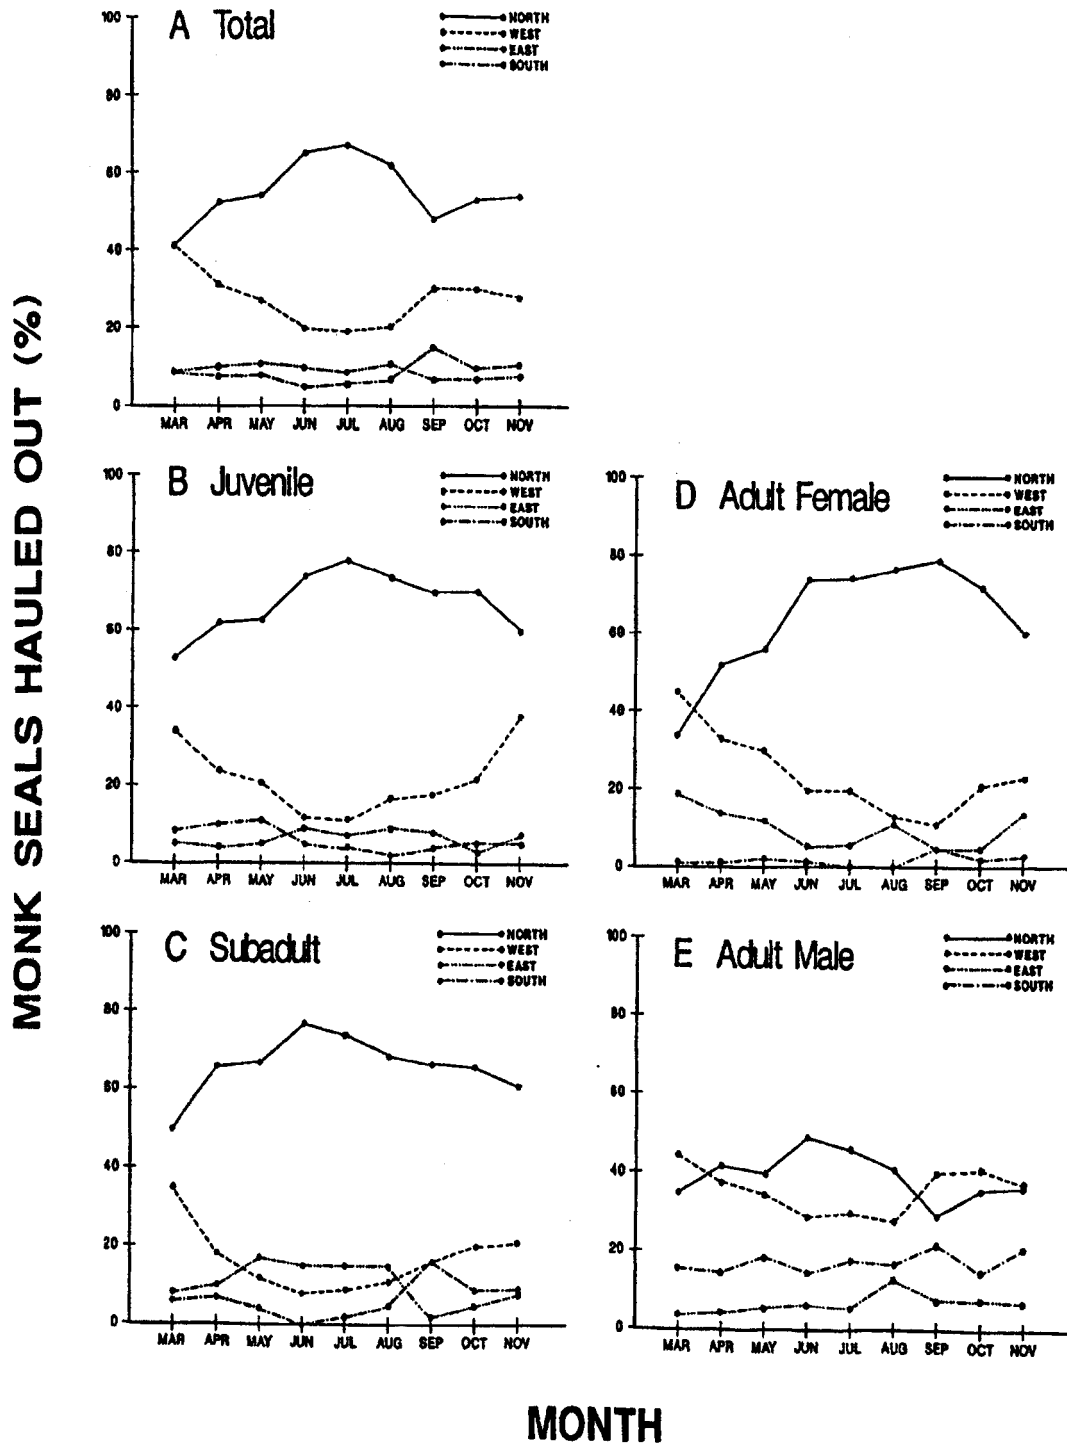 MONK SEALS HAULED OUT (%)
A Total
NORTH
WEST
EAST
SOUTH
100
80
60
40
20
0
MAR APR MAY JUN JUL AUG SEP OCT NOV
B Juvenile
NORTH
WEST
EAST
SOUTH
100
80
60
40
20
0
MAR APR MAY JUN JUL AUG SEP OCT NOV
D Adult Female
NORTH
WEST
EAST
SOUTH
100
80
60
40
20
0
MAR APR MAY JUN JUL AUG SEP OCT NOV
C Subadult
NORTH
WEST
EAST
SOUTH
100
80
60
40
20
0
MAR APR MAY JUN JUL AUG SEP OCT NOV
E Adult Male
NORTH
WEST
EAST
SOUTH
100
80
60
40
20
0
MAR APR MAY JUN JUL AUG SEP OCT NOV
MONTH